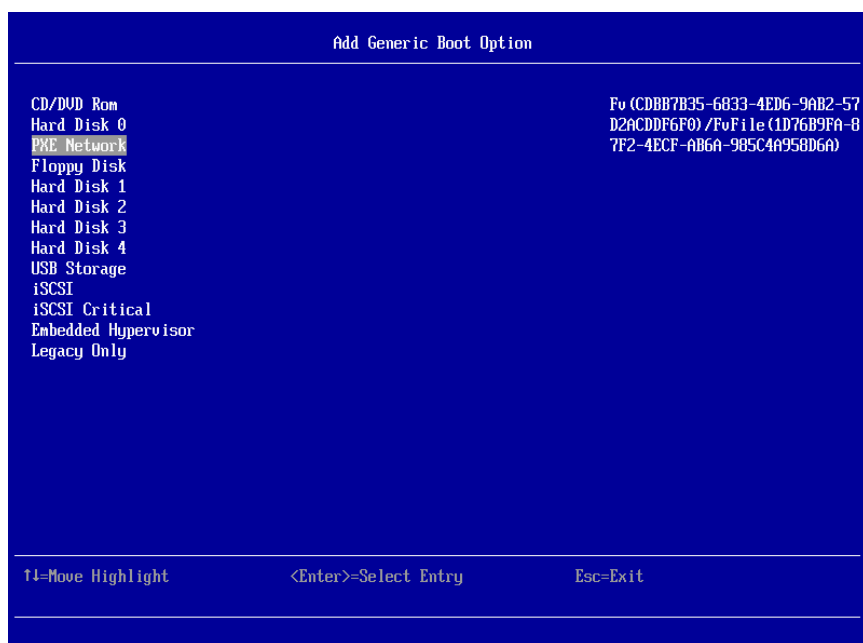 Add Generic Boot Option
CD/DVD Rom
Hard Disk 0
PXE Network
Floppy Disk
Hard Disk 1
Hard Disk 2
Hard Disk 3
Hard Disk 4
USB Storage
iSCSI
iSCSI Critical
Embedded Hypervisor
Legacy Only
Fv(CDBB7B35-6833-4ED6-9AB2-57
D2ACDDF6F0)/FvFile(1D76B9FA-8
7F2-4ECF-AB6A-985C4A958D6A)
↑↓=Move Highlight <Enter>=Select Entry Esc=Exit